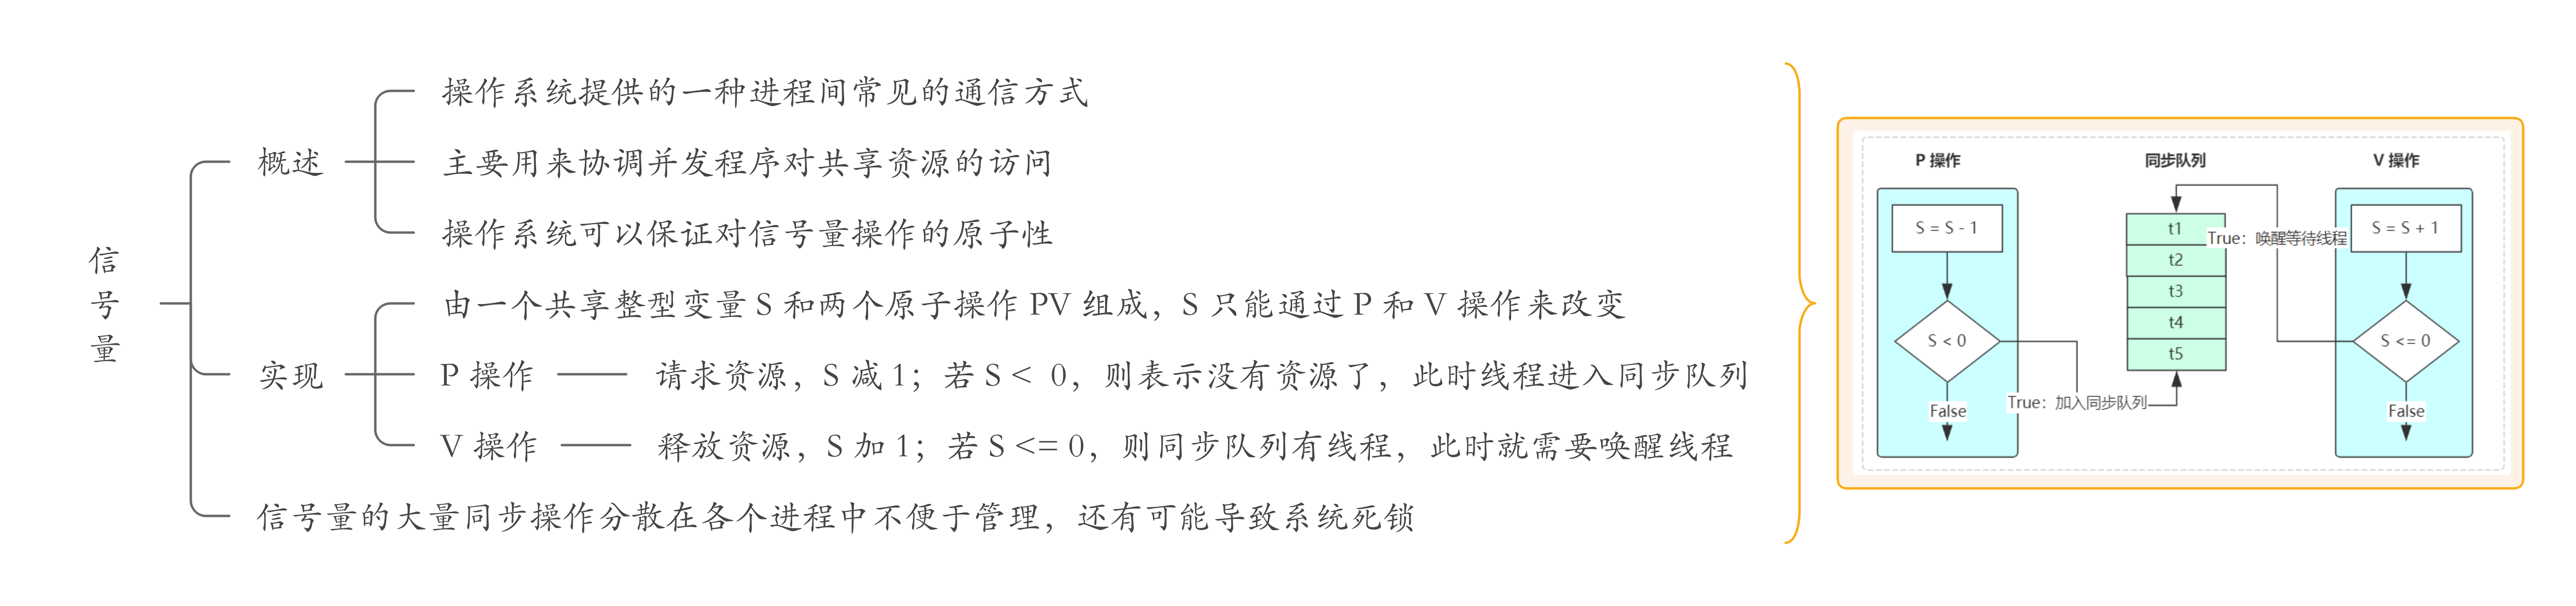 信号量
概述
操作系统提供的一种进程间常见的通信方式
主要用来协调并发程序对共享资源的访问
操作系统可以保证对信号量操作的原子性
实现
由一个共享整型变量 S 和两个原子操作 PV 组成，S 只能通过 P 和 V 操作来改变
P 操作
请求资源，S 减 1；若 S < 0，则表示没有资源了，此时线程进入同步队列
V 操作
释放资源，S 加 1；若 S <= 0，则同步队列有线程，此时就需要唤醒线程
信号量的大量同步操作分散在各个进程中不便于管理，还有可能导致系统死锁
P 操作
S = S - 1
S < 0
False
True：加入同步队列
同步队列
t1
t2
t3
t4
t5
True：唤醒等待线程
V 操作
S = S + 1
S <= 0
False